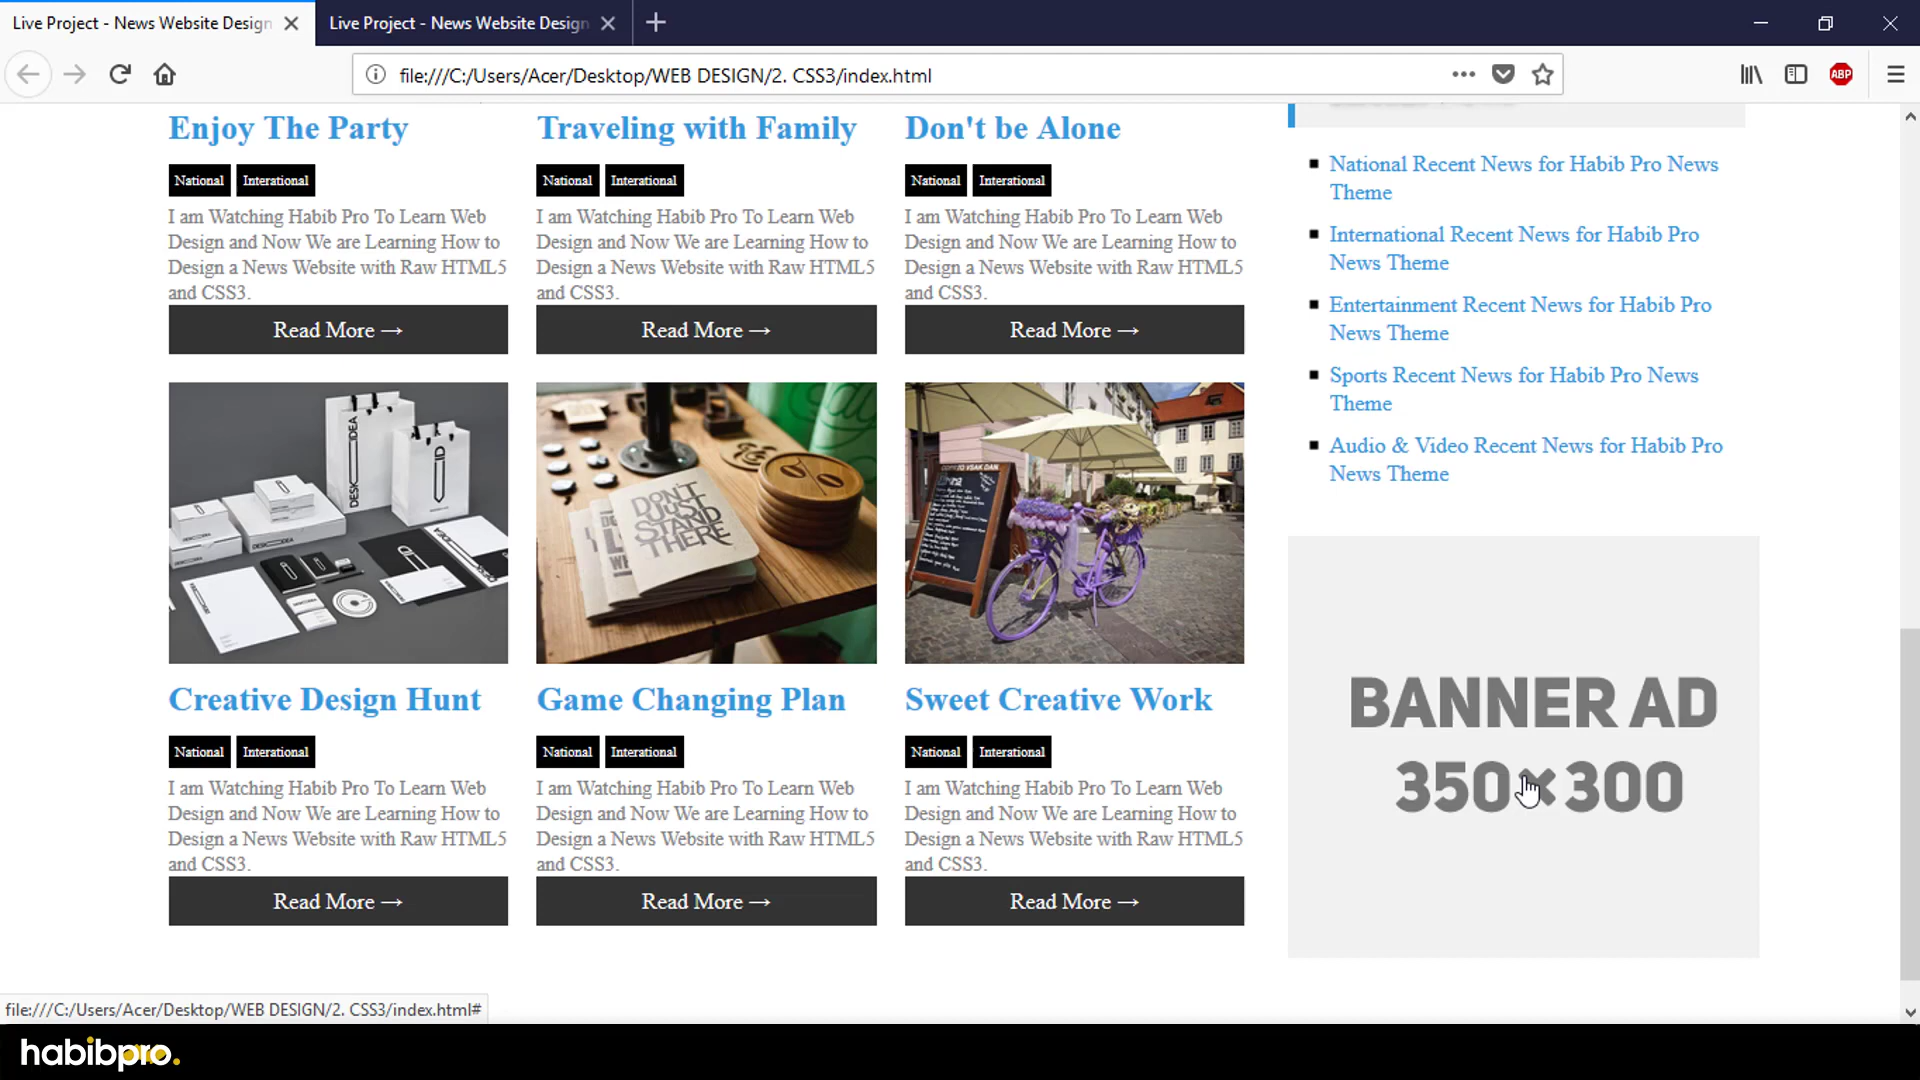 Live Project - News Website Design
Live Project - News Website Design
file:///C:/Users/Acer/Desktop/WEB DESIGN/2. CSS3/index.html
ABP
Enjoy The Party
National Interational
I am Watching Habib Pro To Learn Web
Design and Now We are Learning How to
Design a News Website with Raw HTML5
and CSS3.
Read More →
Traveling with Family
National Interational
I am Watching Habib Pro To Learn Web
Design and Now We are Learning How to
Design a News Website with Raw HTML5
and CSS3.
Read More →
Don't be Alone
National Interational
I am Watching Habib Pro To Learn Web
Design and Now We are Learning How to
Design a News Website with Raw HTML5
and CSS3.
Read More →
DESKIDEA
ID
Creative Design Hunt
National Interational
I am Watching Habib Pro To Learn Web
Design and Now We are Learning How to
Design a News Website with Raw HTML5
and CSS3.
Read More →
DON'T
JUST
STAND
THERE
Game Changing Plan
National Interational
I am Watching Habib Pro To Learn Web
Design and Now We are Learning How to
Design a News Website with Raw HTML5
and CSS3.
Read More →
Sweet Creative Work
National Interational
I am Watching Habib Pro To Learn Web
Design and Now We are Learning How to
Design a News Website with Raw HTML5
and CSS3.
Read More →
National Recent News for Habib Pro News
Theme
International Recent News for Habib Pro
News Theme
Entertainment Recent News for Habib Pro
News Theme
Sports Recent News for Habib Pro News
Theme
Audio & Video Recent News for Habib Pro
News Theme
BANNER AD
350×300
file:///C:/Users/Acer/Desktop/WEB DESIGN/2. CSS3/index.html#
habibpro.